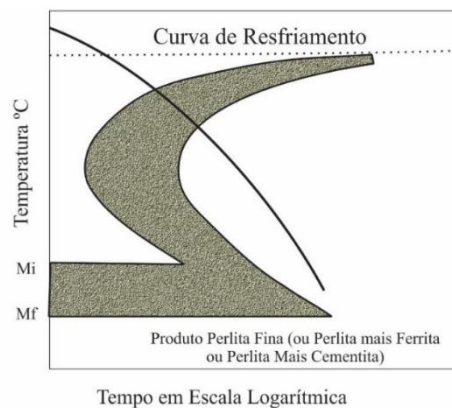 Curva de Resfriamento
Temperatura ºC
Mi
Mf
Produto Perlita Fina (ou Perlita mais Ferrita
ou Perlita Mais Cementita)
Tempo em Escala Logarítmica